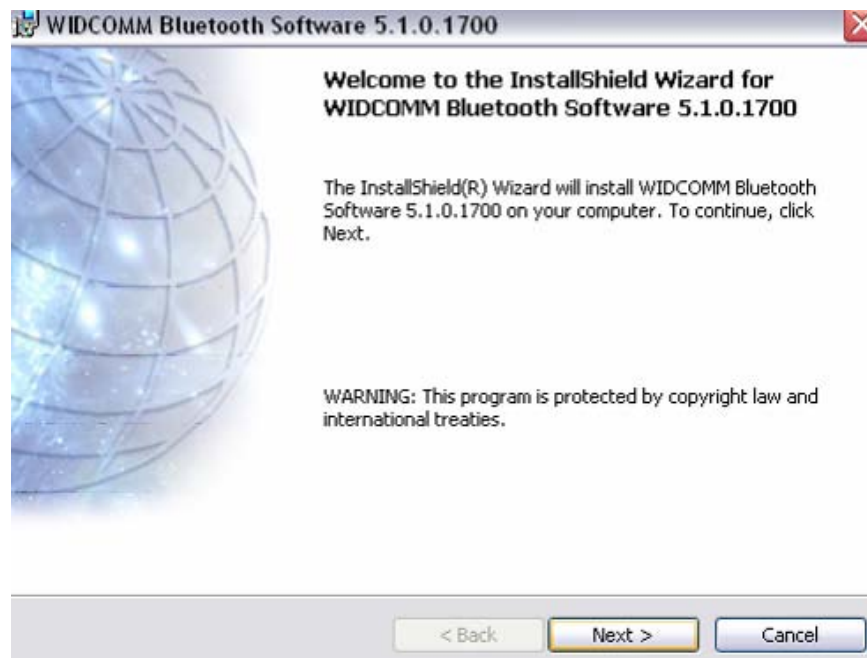 WIDCOMM Bluetooth Software 5.1.0.1700
Welcome to the InstallShield Wizard for
WIDCOMM Bluetooth Software 5.1.0.1700
The InstallShield(R) Wizard will install WIDCOMM Bluetooth
Software 5.1.0.1700 on your computer. To continue, click
Next.
WARNING: This program is protected by copyright law and
international treaties.
< Back Next > Cancel